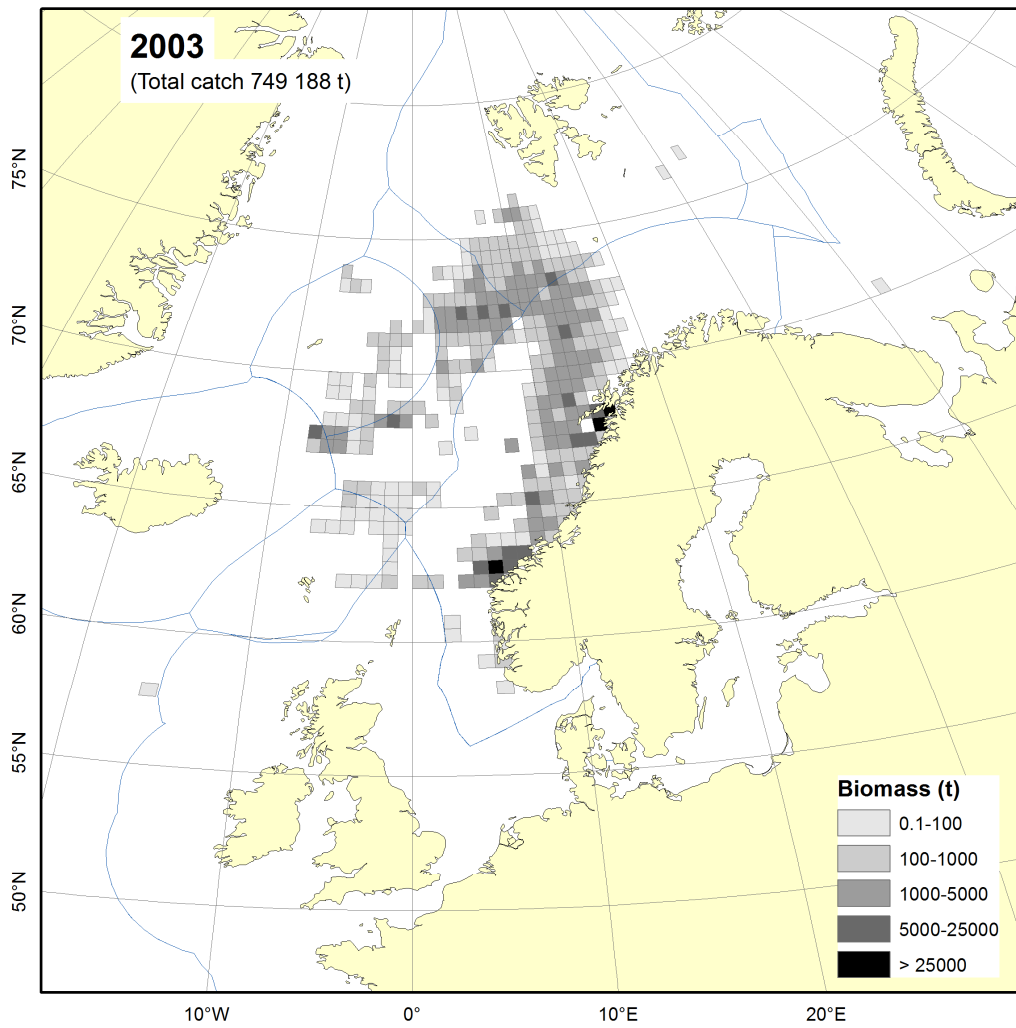 2003
(Total catch 749 188 t)
75°N
70°N
65°N
60°N
55°N
50°N
Biomass (t)
0.1-100
100-1000
1000-5000
5000-25000
> 25000
10°W
0°
10°E
20°E